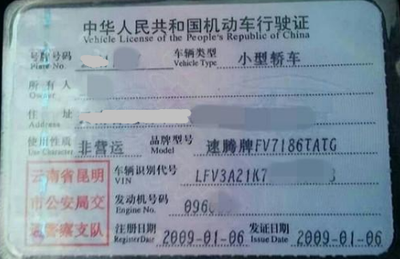 中华人民共和国机动车行驶证
Vehicle License of the People's Republic of China
号牌号码 车辆类型 小型轿车
Plate No. Vehicle Type
所有人
Owner
住址
Address
使用性质 非营运 品牌型号 速腾牌FV7186TATG
Use Character Model
云南省昆明 车辆识别代号 LFV3A21K7
VIN
市公安局交 发动机号码 096
Engine No.
通警察支队 注册日期 2009-01-06 发证日期 2009-01-06
Register Date Issue Date